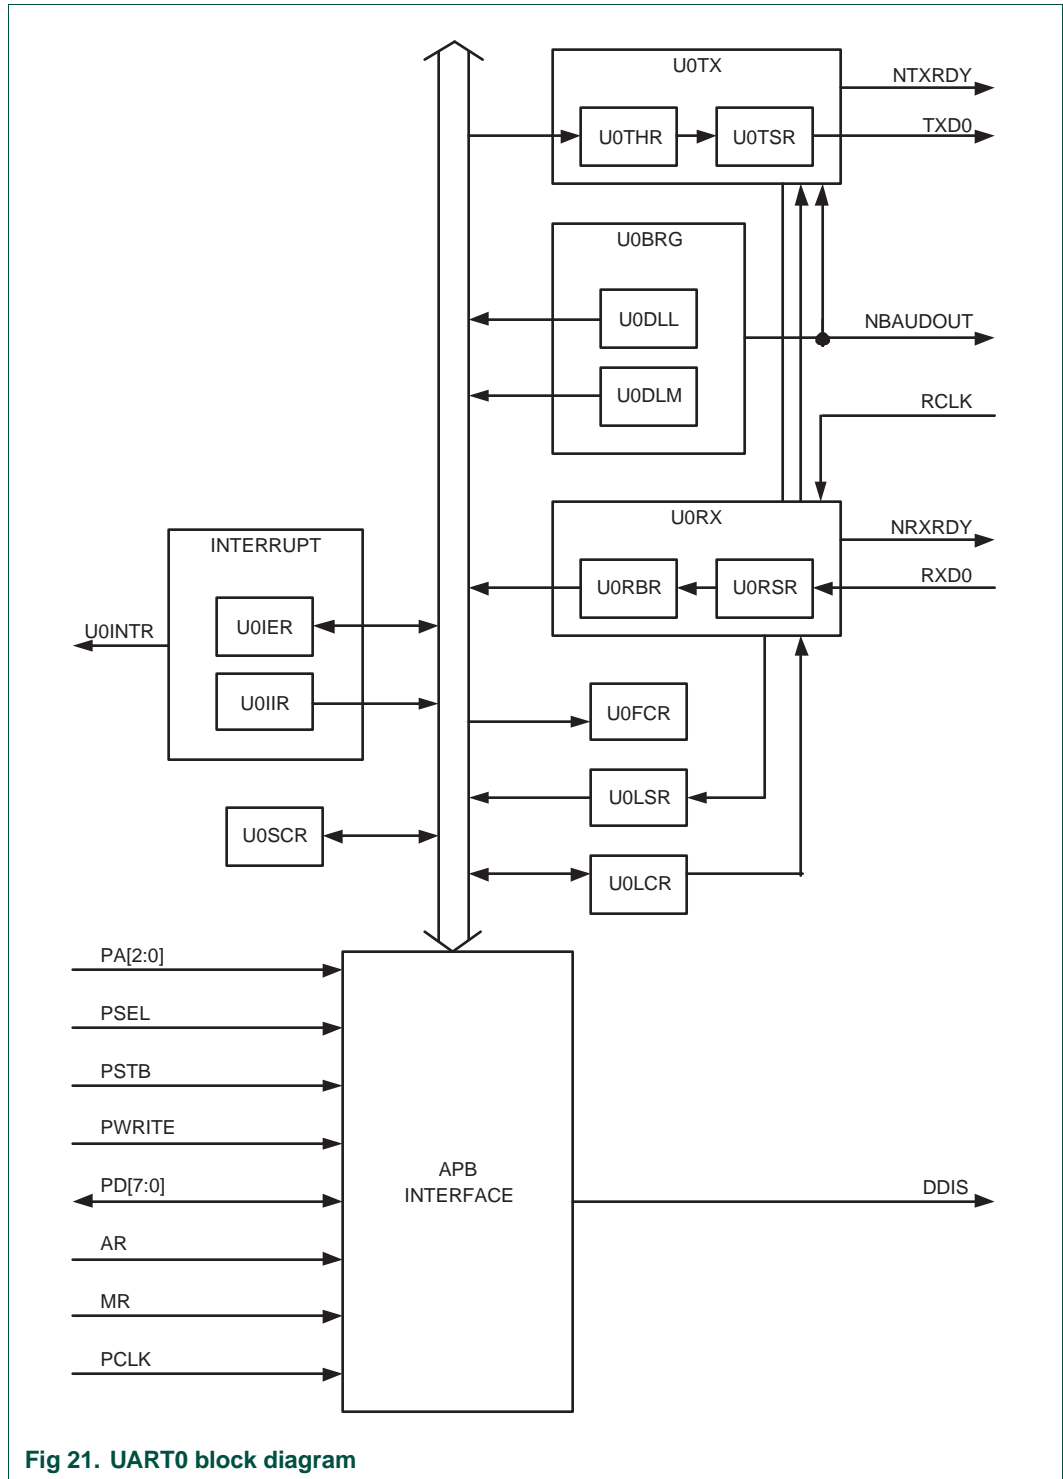 U0TX
NTXRDY
U0THR
U0TSR
TXD0
U0BRG
U0DLL
NBAUDOUT
U0DLM
RCLK
U0RX
NRXRDY
INTERRUPT
U0RBR
U0RSR
RXD0
U0INTR
U0IER
U0IIR
U0FCR
U0LSR
U0SCR
U0LCR
PA[2:0]
PSEL
PSTB
PWRITE
APB
INTERFACE
PD[7:0]
DDIS
AR
MR
PCLK
Fig 21. UART0 block diagram